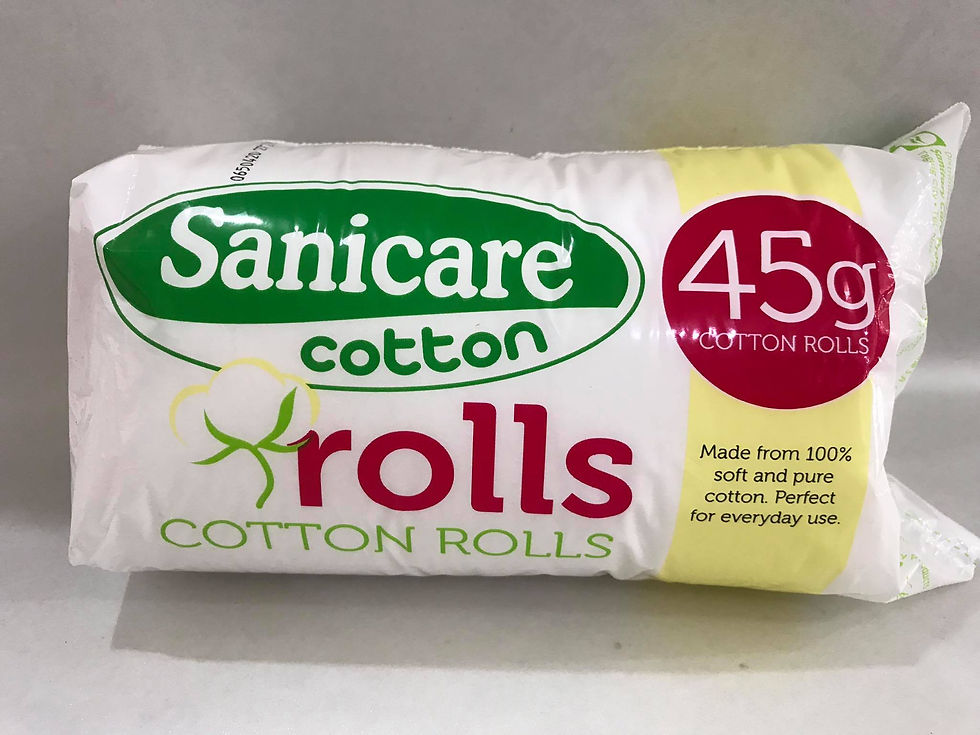 Sanicare
cotton
rolls
COTTON ROLLS
45g
COTTON ROLLS
Made from 100%
soft and pure
cotton. Perfect
for everyday use.